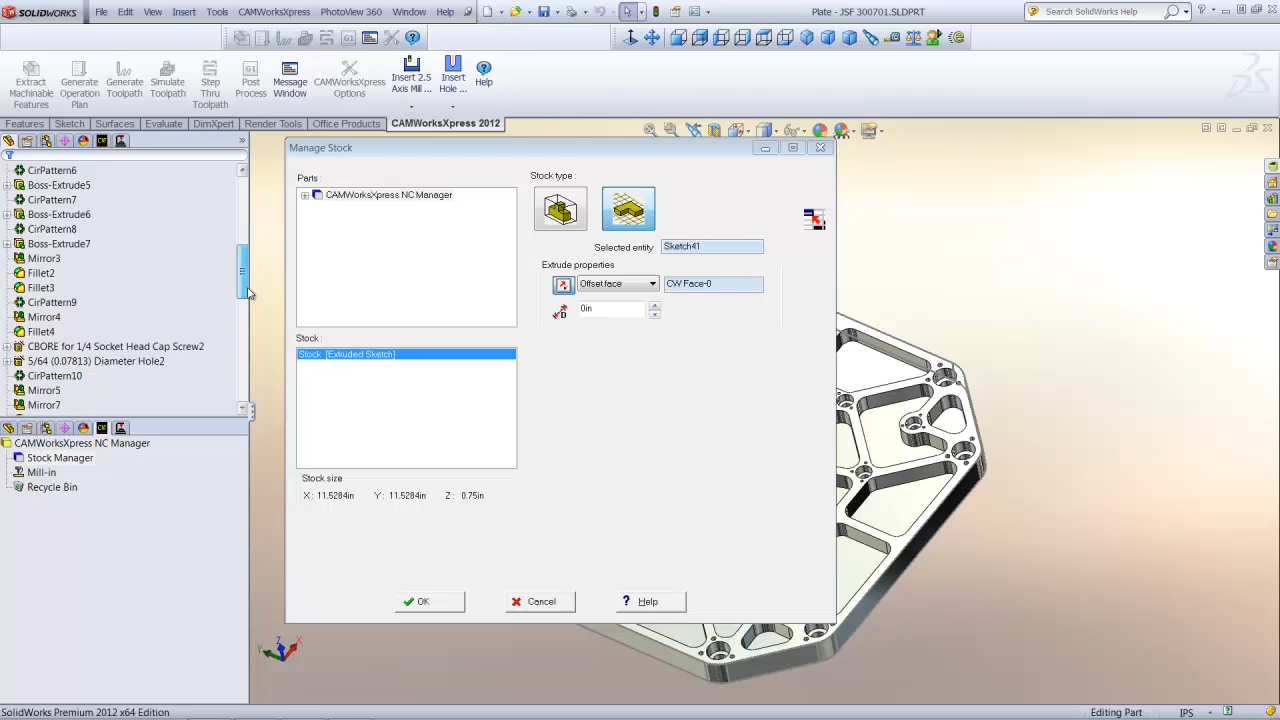 SOLIDWORKS File Edit View Insert Tools CAMWorksXpress PhotoView 360 Window Help Plate - JSF 300701.SLDPRT Search SolidWorks Help
G1
Extract Machinable Features
Generate Operation Plan
Generate Toolpath
Simulate Toolpath
Step Thru Toolpath
G1
Post Process
Message Window
CAMWorksXpress Options
Insert 2.5 Axis Mill ...
Insert Hole ...
Help
Features Sketch Surfaces Evaluate DimXpert Render Tools Office Products CAMWorksXpress 2012
CirPattern6
Boss-Extrude5
CirPattern7
Boss-Extrude6
CirPattern8
Boss-Extrude7
Mirror3
Fillet2
Fillet3
CirPattern9
Mirror4
Fillet4
CBORE for 1/4 Socket Head Cap Screw2
5/64 (0.07813) Diameter Hole2
CirPattern10
Mirror5
Mirror7
CAMWorksXpress NC Manager
Stock Manager
Mill-in
Recycle Bin
Manage Stock
Parts:
CAMWorksXpress NC Manager
Stock type :
Selected entity Sketch41
Extrude properties
Offset face CW Face-0
0in
Stock :
Stock [Extruded Sketch]
Stock size
X : 11.5284in Y : 11.5284in Z : 0.75in
OK Cancel ? Help
Z X Y
SolidWorks Premium 2012 x64 Edition Editing Part IPS